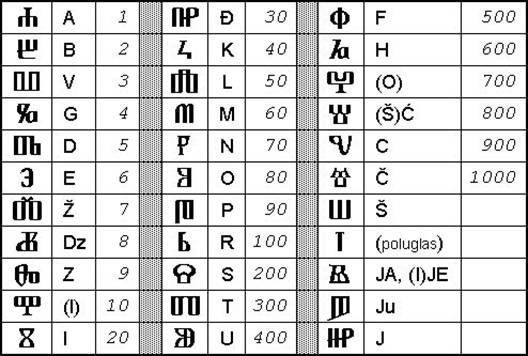 Ⰰ A 1 Ⰼ Đ 30 Ⱇ F 500
Ⰱ B 2 Ⰽ K 40 Ⱈ H 600
Ⰲ V 3 Ⰾ L 50 Ⱉ (O) 700
Ⰳ G 4 Ⰿ M 60 Ⱋ (Š)Ć 800
Ⰴ D 5 Ⱀ N 70 Ⱌ C 900
Ⰵ E 6 Ⱁ O 80 Ⱍ Č 1000
Ⰶ Ž 7 Ⱂ P 90 Ⱎ Š
Ⰷ Dz 8 Ⱃ R 100 Ⱜ (poluglas)
Ⰸ Z 9 Ⱄ S 200 Ⱑ JA, (I)JE
Ⰹ (I) 10 Ⱅ T 300 Ⱓ Ju
Ⰻ I 20 Ⱆ U 400 Ⰼ J